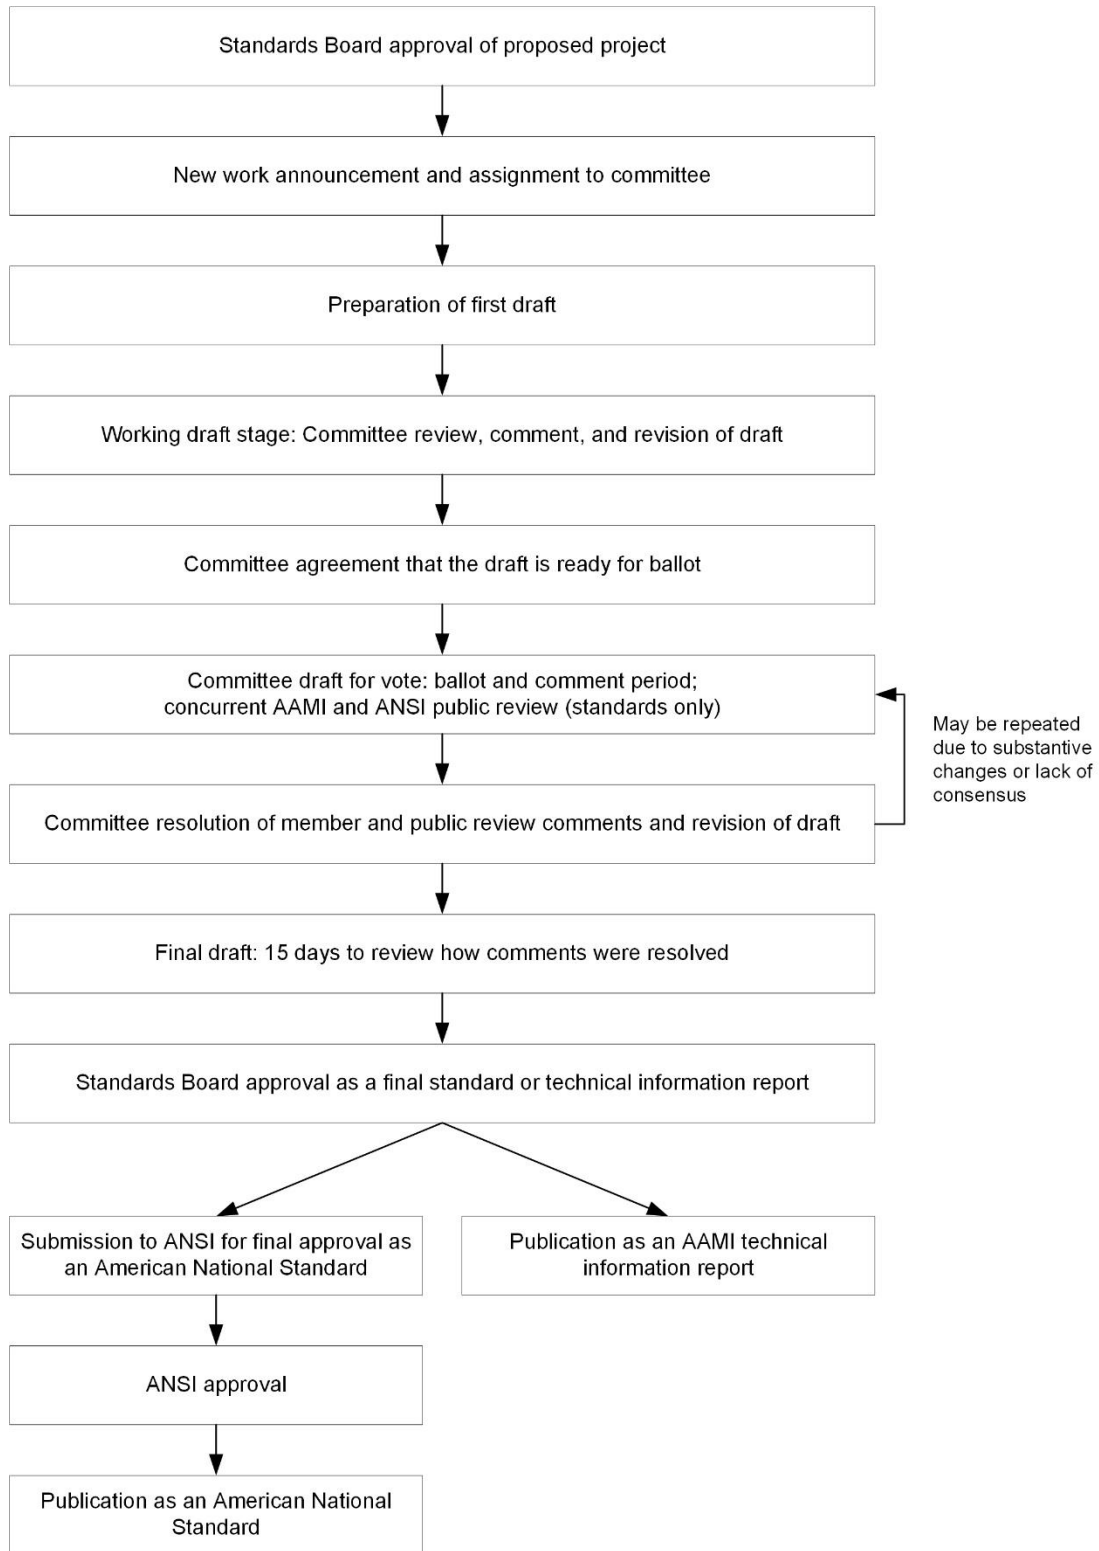 Standards Board approval of proposed project
New work announcement and assignment to committee
Preparation of first draft
Working draft stage: Committee review, comment, and revision of draft
Committee agreement that the draft is ready for ballot
Committee draft for vote: ballot and comment period;
concurrent AAMI and ANSI public review (standards only)
May be repeated
due to substantive
changes or lack of
consensus
Committee resolution of member and public review comments and revision of draft
Final draft: 15 days to review how comments were resolved
Standards Board approval as a final standard or technical information report
Submission to ANSI for final approval as
an American National Standard
Publication as an AAMI technical
information report
ANSI approval
Publication as an American National
Standard